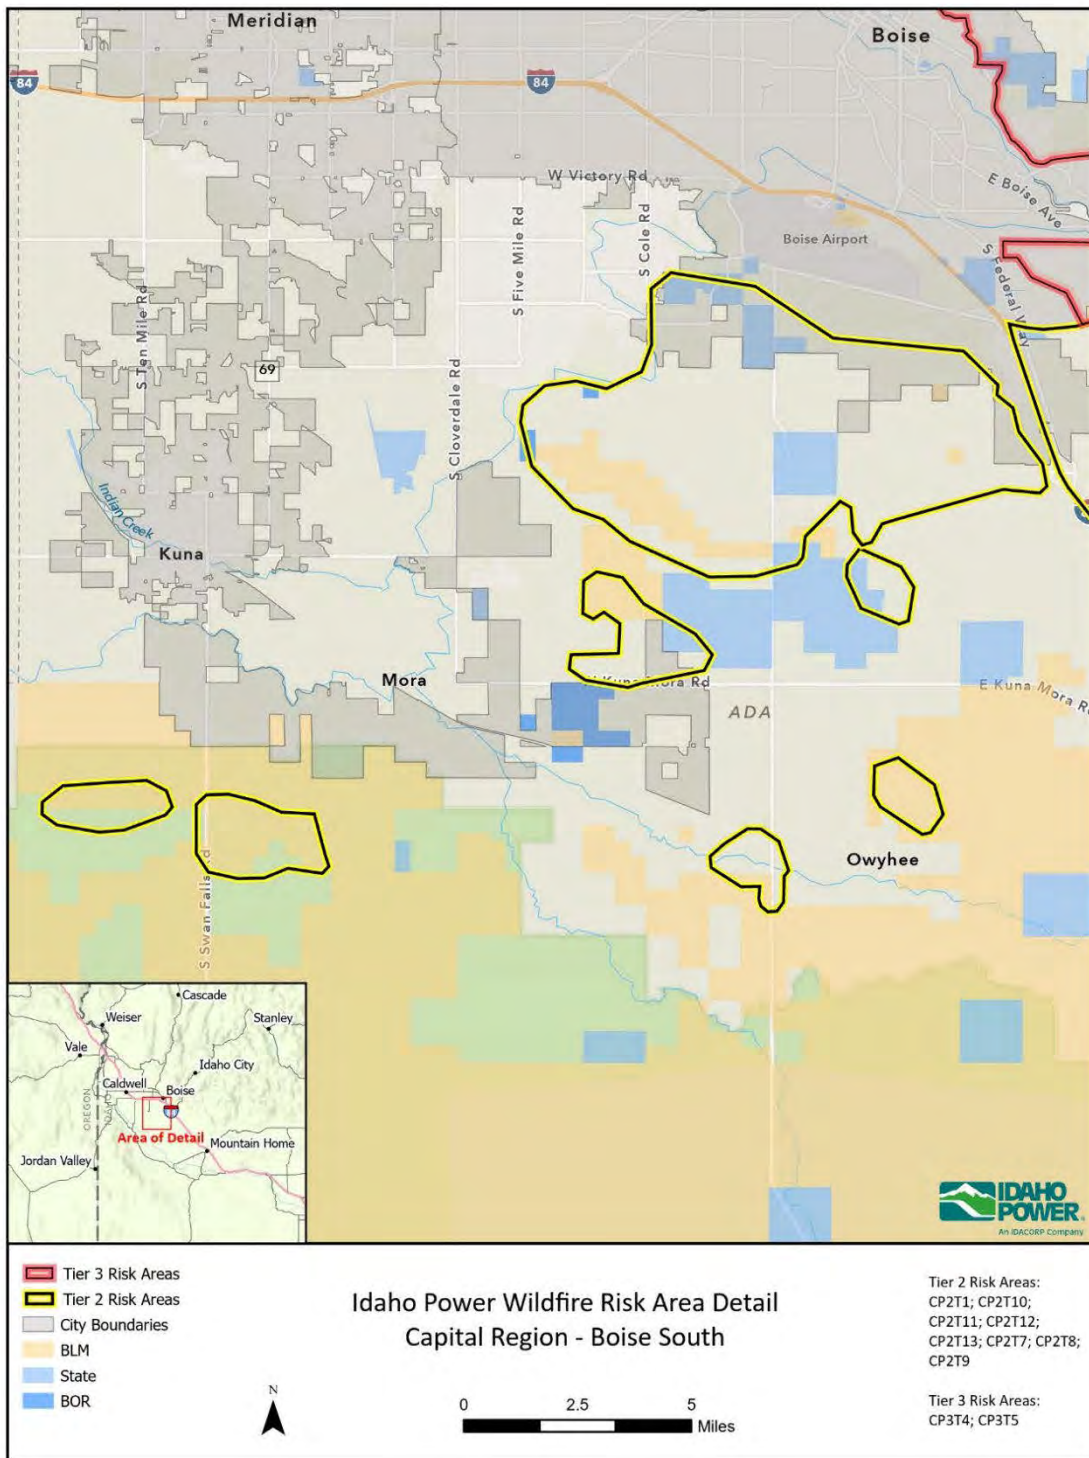 Meridian
Boise
84
84
W Victory Rd
E Boise Ave
Boise Airport
S Cole Rd
S Five Mile Rd
S Federal Way
S Ten Mile Rd
69
S Cloverdale Rd
Indian Creek
Kuna
Mora
Kuna Mora Rd
E Kuna Mora Rd
ADA
Owyhee
S Swan Falls Rd
Cascade
Weiser
Stanley
Vale
Idaho City
Caldwell
Boise
OREGON
IDAHO
Area of Detail
Mountain Home
Jordan Valley
IDAHO
POWER
An IDACORP Company
Tier 3 Risk Areas
Tier 2 Risk Areas
City Boundaries
BLM
State
BOR
Idaho Power Wildfire Risk Area Detail
Capital Region - Boise South
N
0 2.5 5
Miles
Tier 2 Risk Areas:
CP2T1; CP2T10;
CP2T11; CP2T12;
CP2T13; CP2T7; CP2T8;
CP2T9
Tier 3 Risk Areas:
CP3T4; CP3T5